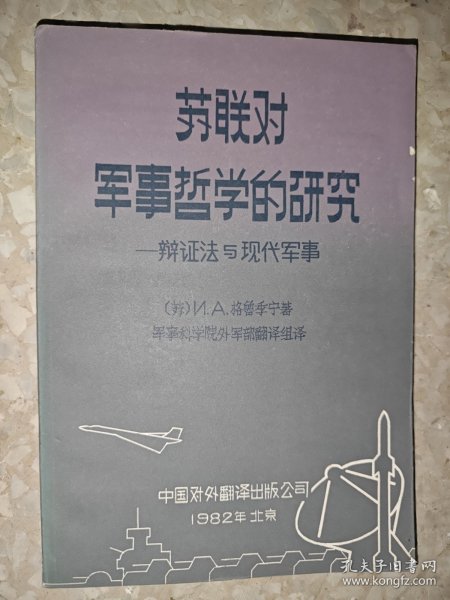 苏联对
军事哲学的研究
—辩证法与现代军事
(苏)И.А.格鲁季宁著
军事科学院外军部翻译组译
中国对外翻译出版公司
1982年北京
孔夫子旧书网
www.kongfz.com